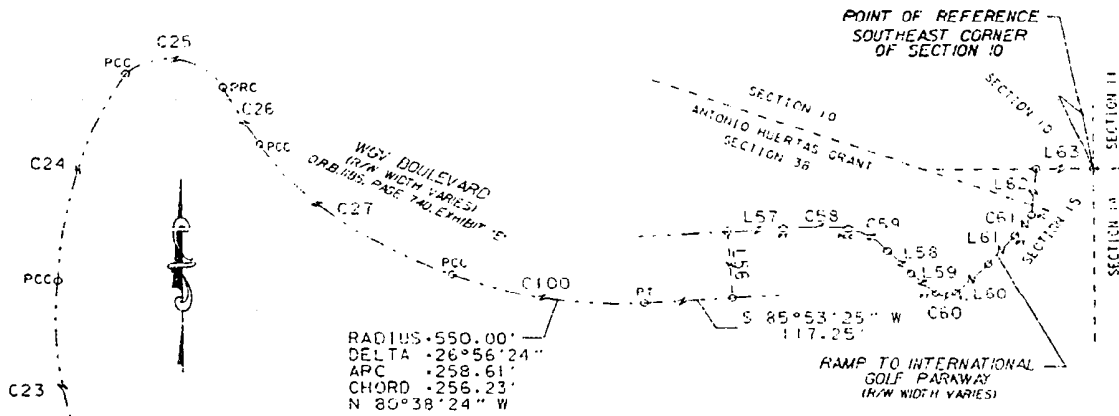 POINT OF REFERENCE
SOUTHEAST CORNER
OF SECTION 10
C25
PCC
PRC
C26
PCC
C24
WGV BOULEVARD
(R/W WIDTH VARIES)
O.R.B. 1185, PAGE 740, EXHIBIT "E"
C27
PCC
PCC
C23
C100
PT
RADIUS=550.00'
DELTA =26°56'24"
ARC =258.61'
CHORD =256.23'
N 80°38'24" W
S 85°53'25" W
117.25'
SECTION 10
ANTONIO HUERTAS GRANT
SECTION 38
SECTION 10
SECTION 11
L63
L62
C61
L61
SECTION 15
SECTION 14
L57
C58
C59
L56
L58
L59
L60
C60
RAMP TO INTERNATIONAL
GOLF PARKWAY
(R/W WIDTH VARIES)